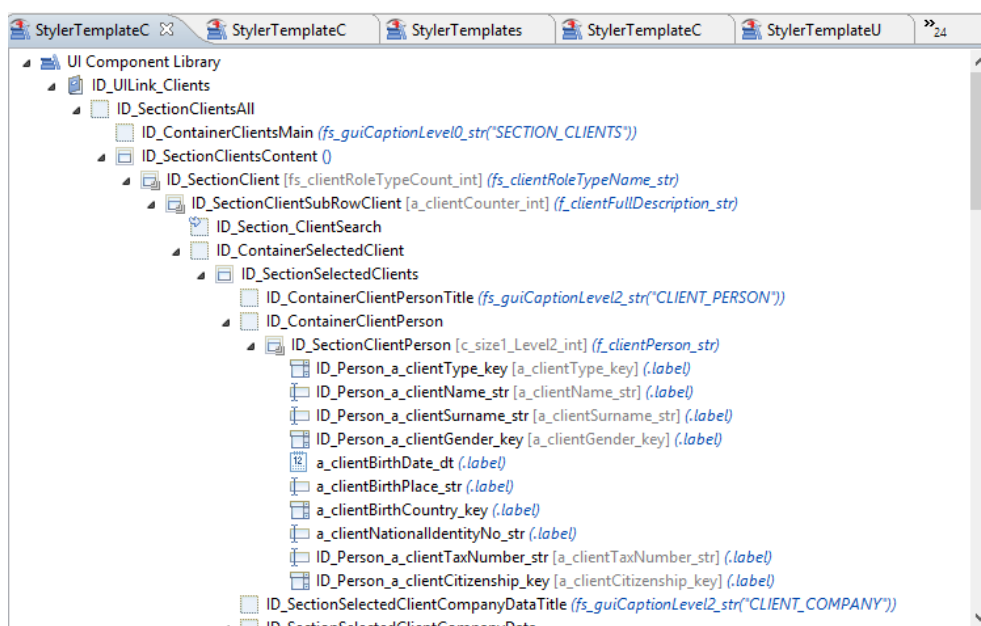 StylerTemplateC StylerTemplateC StylerTemplates StylerTemplateC StylerTemplateU »24
UI Component Library
ID_UILink_Clients
ID_SectionClientsAll
ID_ContainerClientsMain (fs_guiCaptionLevel0_str("SECTION_CLIENTS"))
ID_SectionClientsContent ()
ID_SectionClient [fs_clientRoleTypeCount_int] (fs_clientRoleTypeName_str)
ID_SectionClientSubRowClient [a_clientCounter_int] (f_clientFullDescription_str)
ID_Section_ClientSearch
ID_ContainerSelectedClient
ID_SectionSelectedClients
ID_ContainerClientPersonTitle (fs_guiCaptionLevel2_str("CLIENT_PERSON"))
ID_ContainerClientPerson
ID_SectionClientPerson [c_size1_Level2_int] (f_clientPerson_str)
ID_Person_a_clientType_key [a_clientType_key] (.label)
ID_Person_a_clientName_str [a_clientName_str] (.label)
ID_Person_a_clientSurname_str [a_clientSurname_str] (.label)
ID_Person_a_clientGender_key [a_clientGender_key] (.label)
12 a_clientBirthDate_dt (.label)
a_clientBirthPlace_str (.label)
a_clientBirthCountry_key (.label)
a_clientNationalIdentityNo_str (.label)
ID_Person_a_clientTaxNumber_str [a_clientTaxNumber_str] (.label)
ID_Person_a_clientCitizenship_key [a_clientCitizenship_key] (.label)
ID_SectionSelectedClientCompanyDataTitle (fs_guiCaptionLevel2_str("CLIENT_COMPANY"))
ID_SectionSelectedClientCompanyData